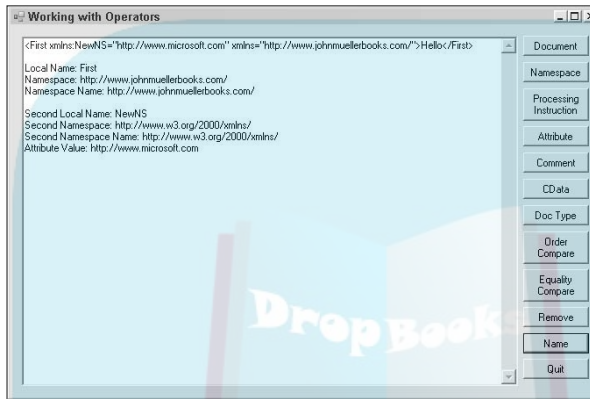 Working with Operators
<First xmlns:NewNS="http://www.microsoft.com" xmlns="http://www.johnmuellerbooks.com/">Hello</First>
Local Name: First
Namespace: http://www.johnmuellerbooks.com/
Namespace Name: http://www.johnmuellerbooks.com/
Second Local Name: NewNS
Second Namespace: http://www.w3.org/2000/xmlns/
Second Namespace Name: http://www.w3.org/2000/xmlns/
Attribute Value: http://www.microsoft.com
Document
Namespace
Processing
Instruction
Attribute
Comment
CData
Doc Type
Order
Compare
Equality
Compare
Remove
Name
Quit
DropBooks